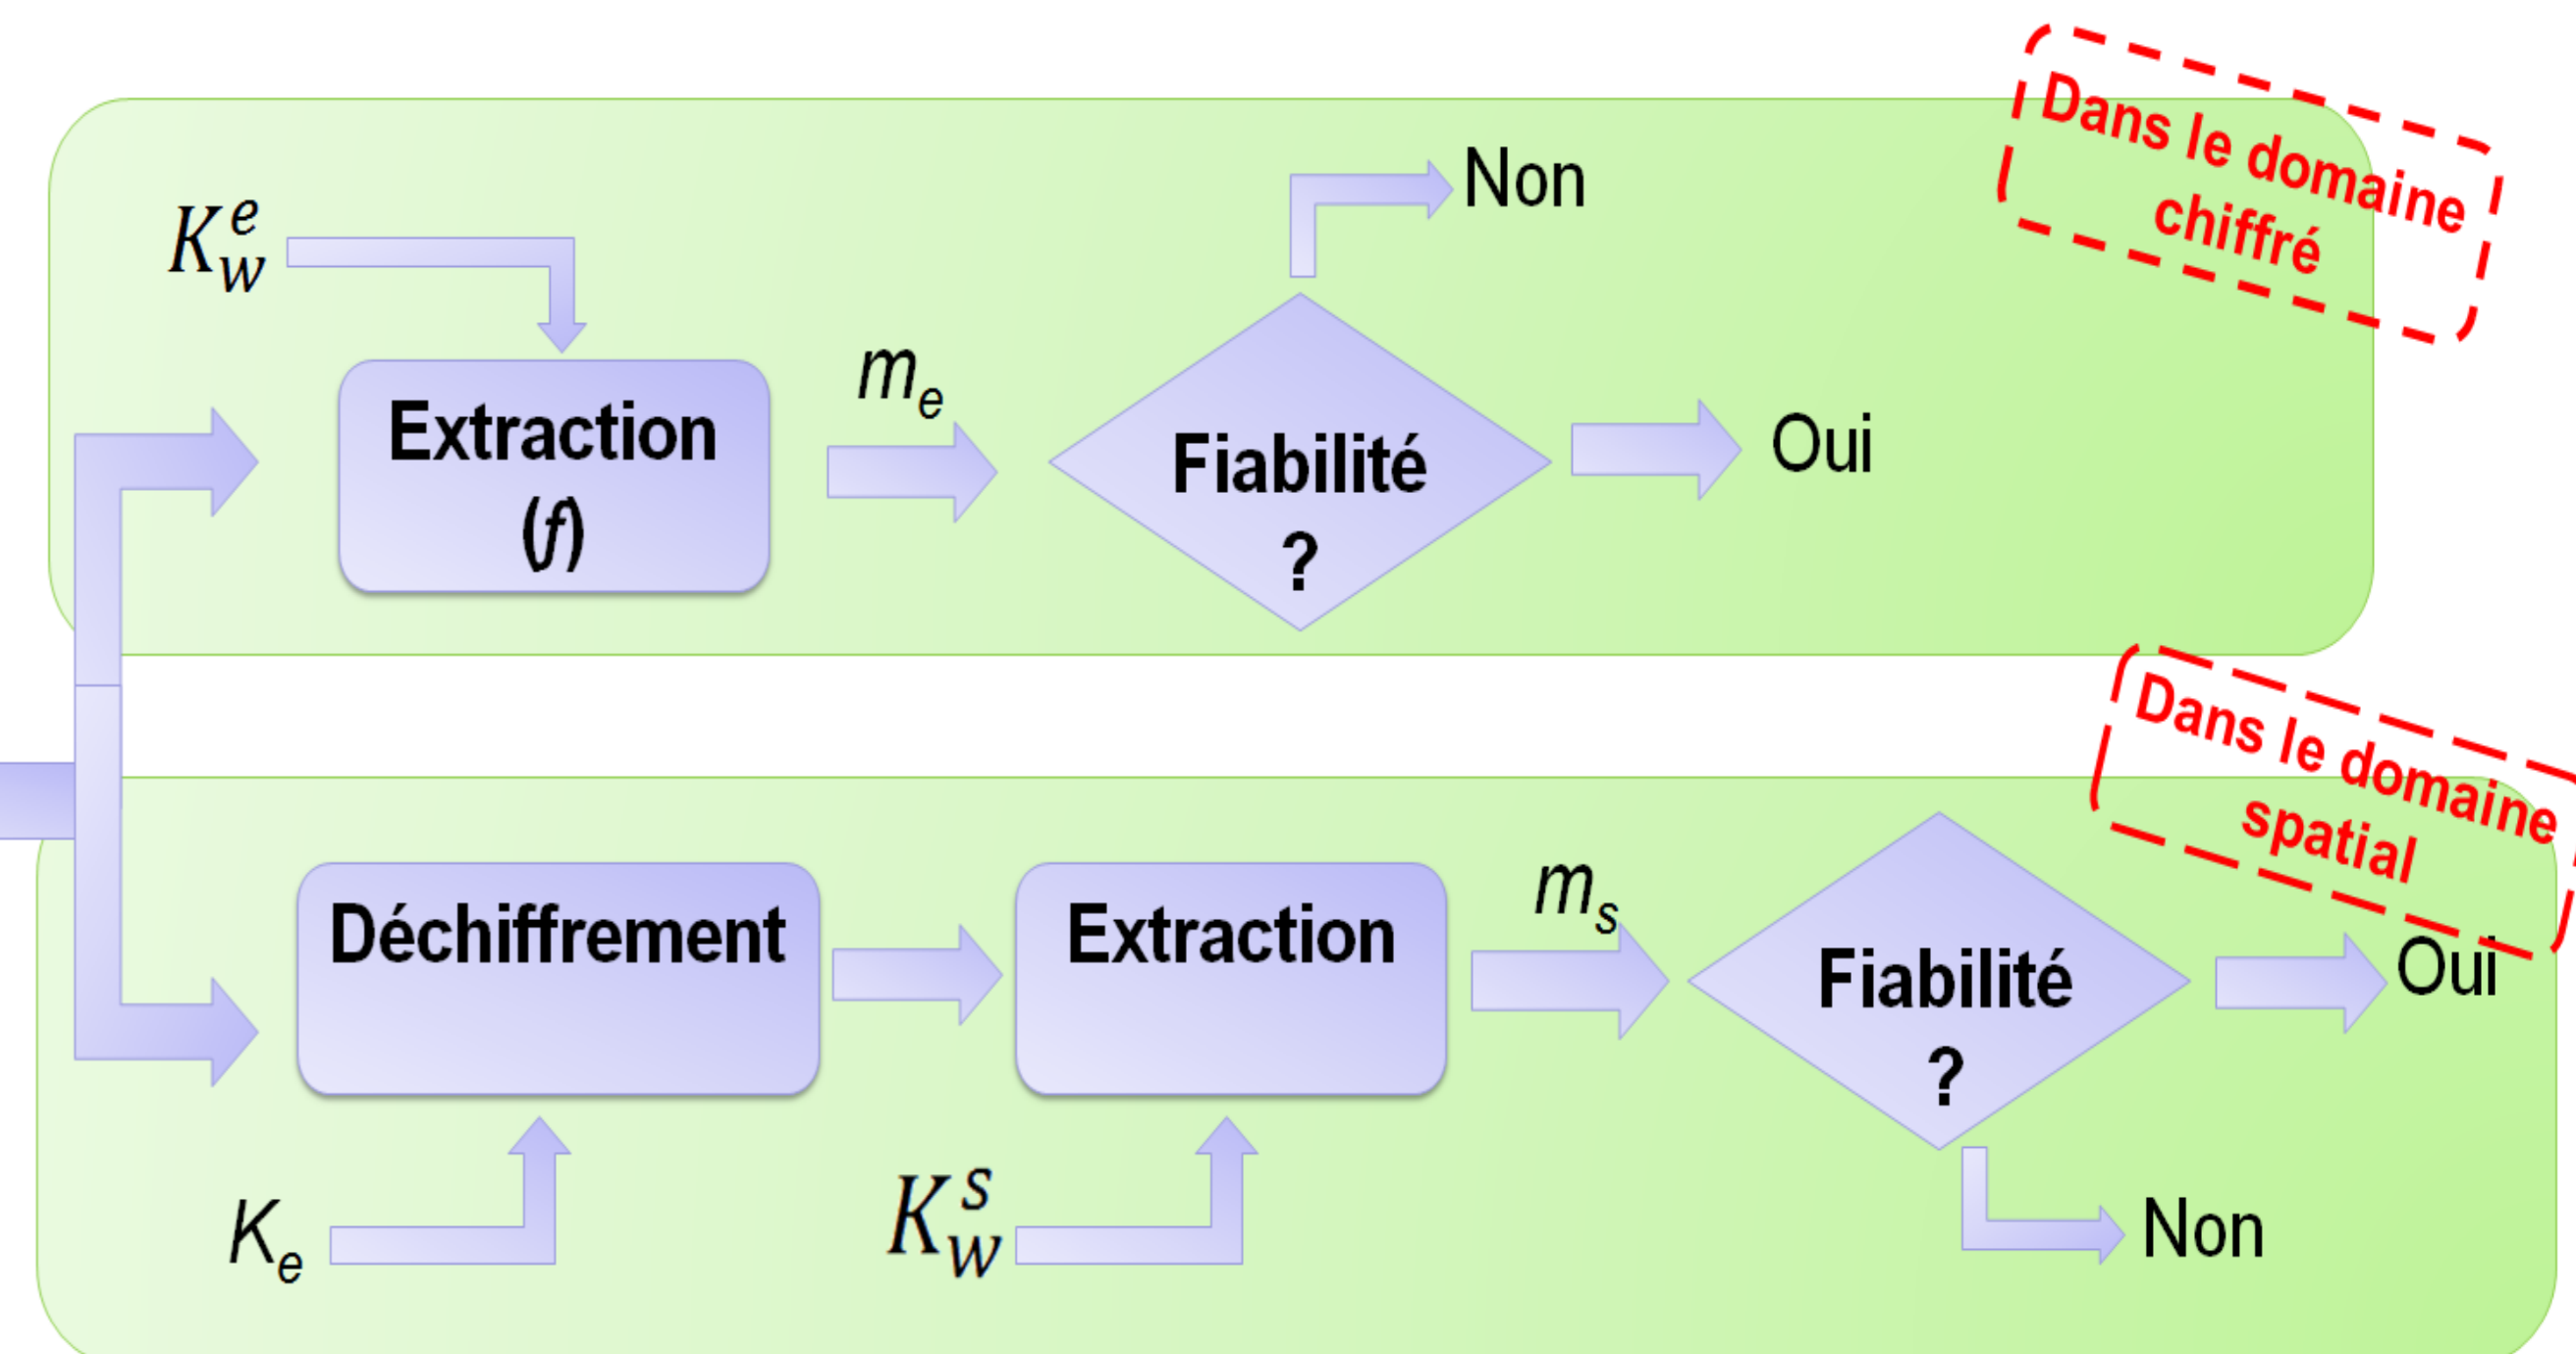 Dans le domaine
chiffré
Non
K_w^e
m_e
Extraction
(f)
Fiabilité
?
Oui
Dans le domaine
spatial
m_s
Déchiffrement
Extraction
Fiabilité
?
Oui
K_e
K_w^s
Non